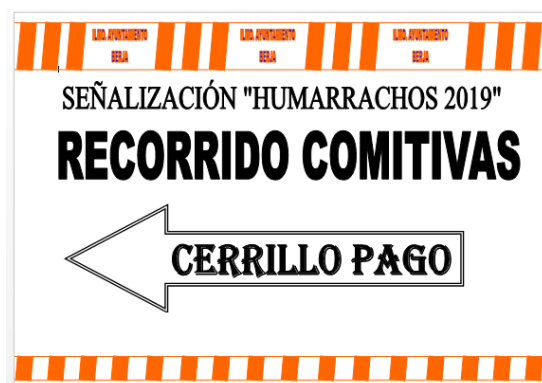 ILMO. AYUNTAMIENTO ILMO. AYUNTAMIENTO ILMO. AYUNTAMIENTO
BERJA BERJA BERJA
SEÑALIZACIÓN "HUMARRACHOS 2019"
RECORRIDO COMITIVAS
CERRILLO PAGO